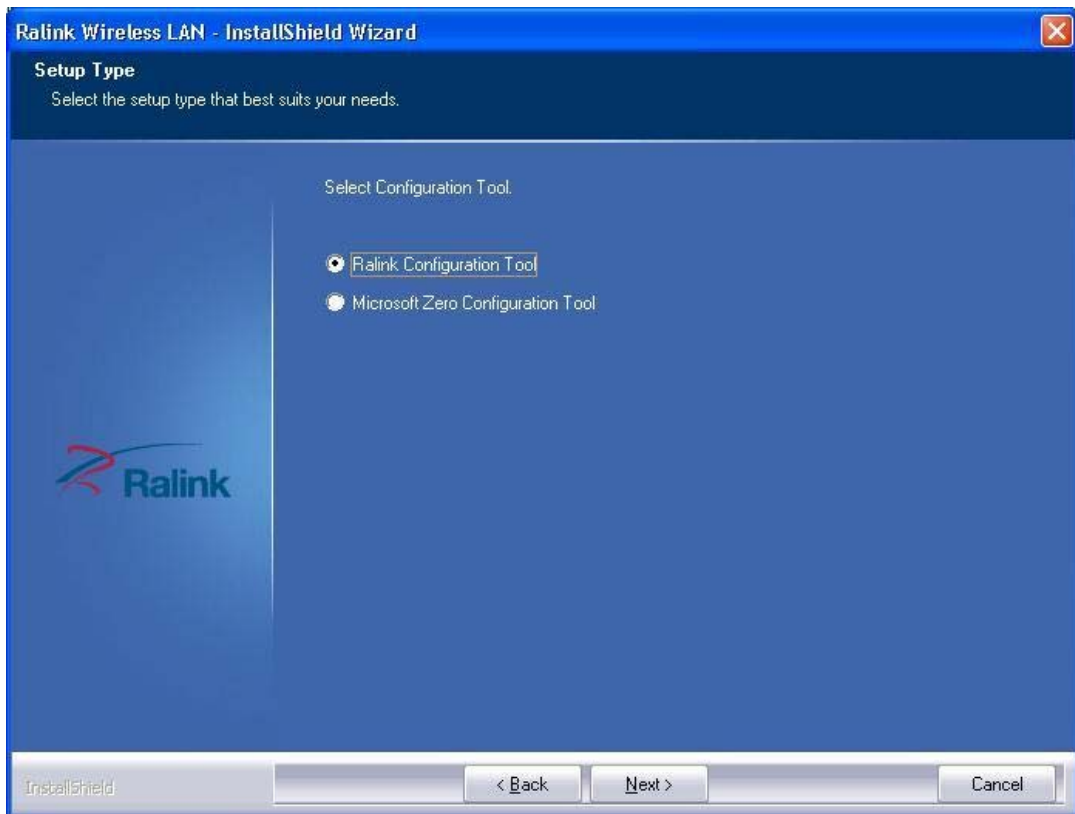 Ralink Wireless LAN - InstallShield Wizard
Setup Type
Select the setup type that best suits your needs.
Select Configuration Tool.
Ralink Configuration Tool
Microsoft Zero Configuration Tool
Ralink
InstallShield
< Back
Next >
Cancel